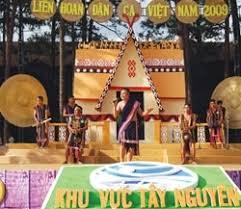 LIÊN HOAN DÂN CA VIỆT NAM 2009
KHU VỰC TÂY NGUYÊN